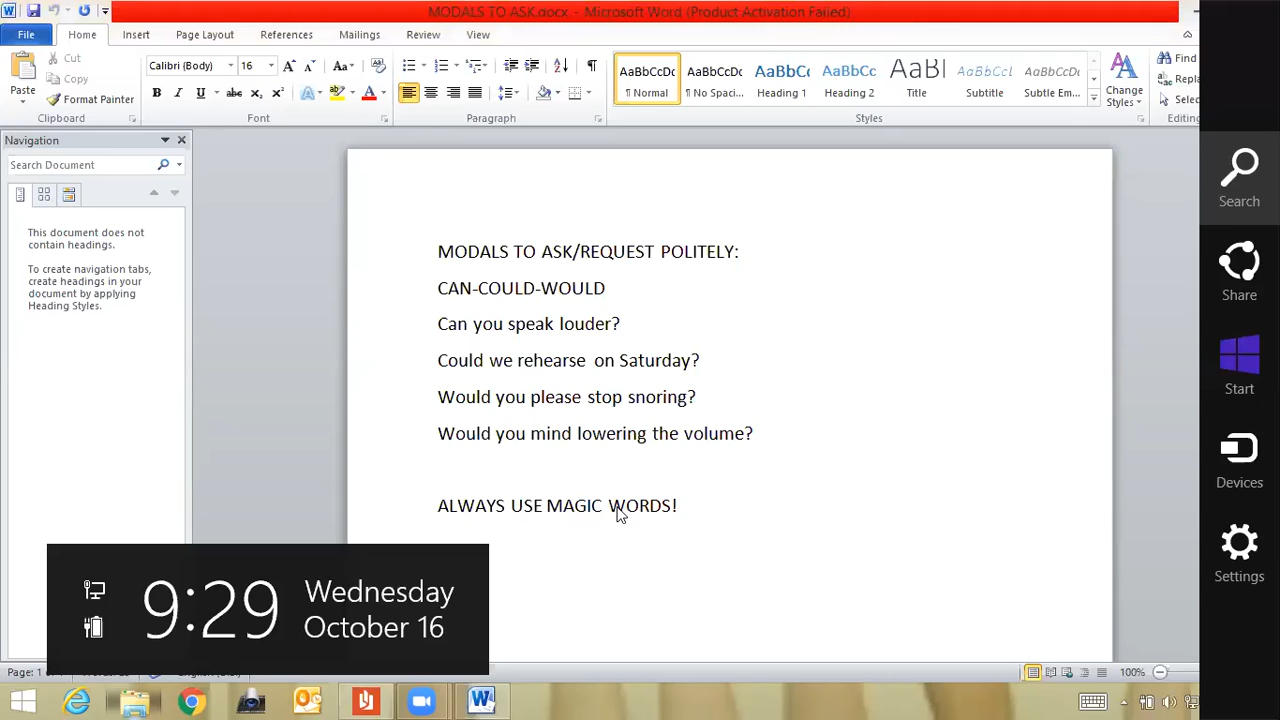 MODALS TO ASK.docx - Microsoft Word (Product Activation Failed)
File Home Insert Page Layout References Mailings Review View
Cut
Copy
Format Painter
Paste
Calibri (Body) 16
AaBbCcDc AaBbCcDc AaBbCc AaBbCc AaBl AaBbCcL AaBbCcDc
¶ Normal ¶ No Spaci... Heading 1 Heading 2 Title Subtitle Subtle Em...
Change Styles
Find
Clipboard Font Paragraph Styles Editing
Navigation
Search Document
This document does not
contain headings.
To create navigation tabs,
create headings in your
document by applying
Heading Styles.
MODALS TO ASK/REQUEST POLITELY:
CAN-COULD-WOULD
Can you speak louder?
Could we rehearse on Saturday?
Would you please stop snoring?
Would you mind lowering the volume?
ALWAYS USE MAGIC WORDS!
9:29
Wednesday
October 16
Search
Share
Start
Devices
Settings
Page: 1
100%